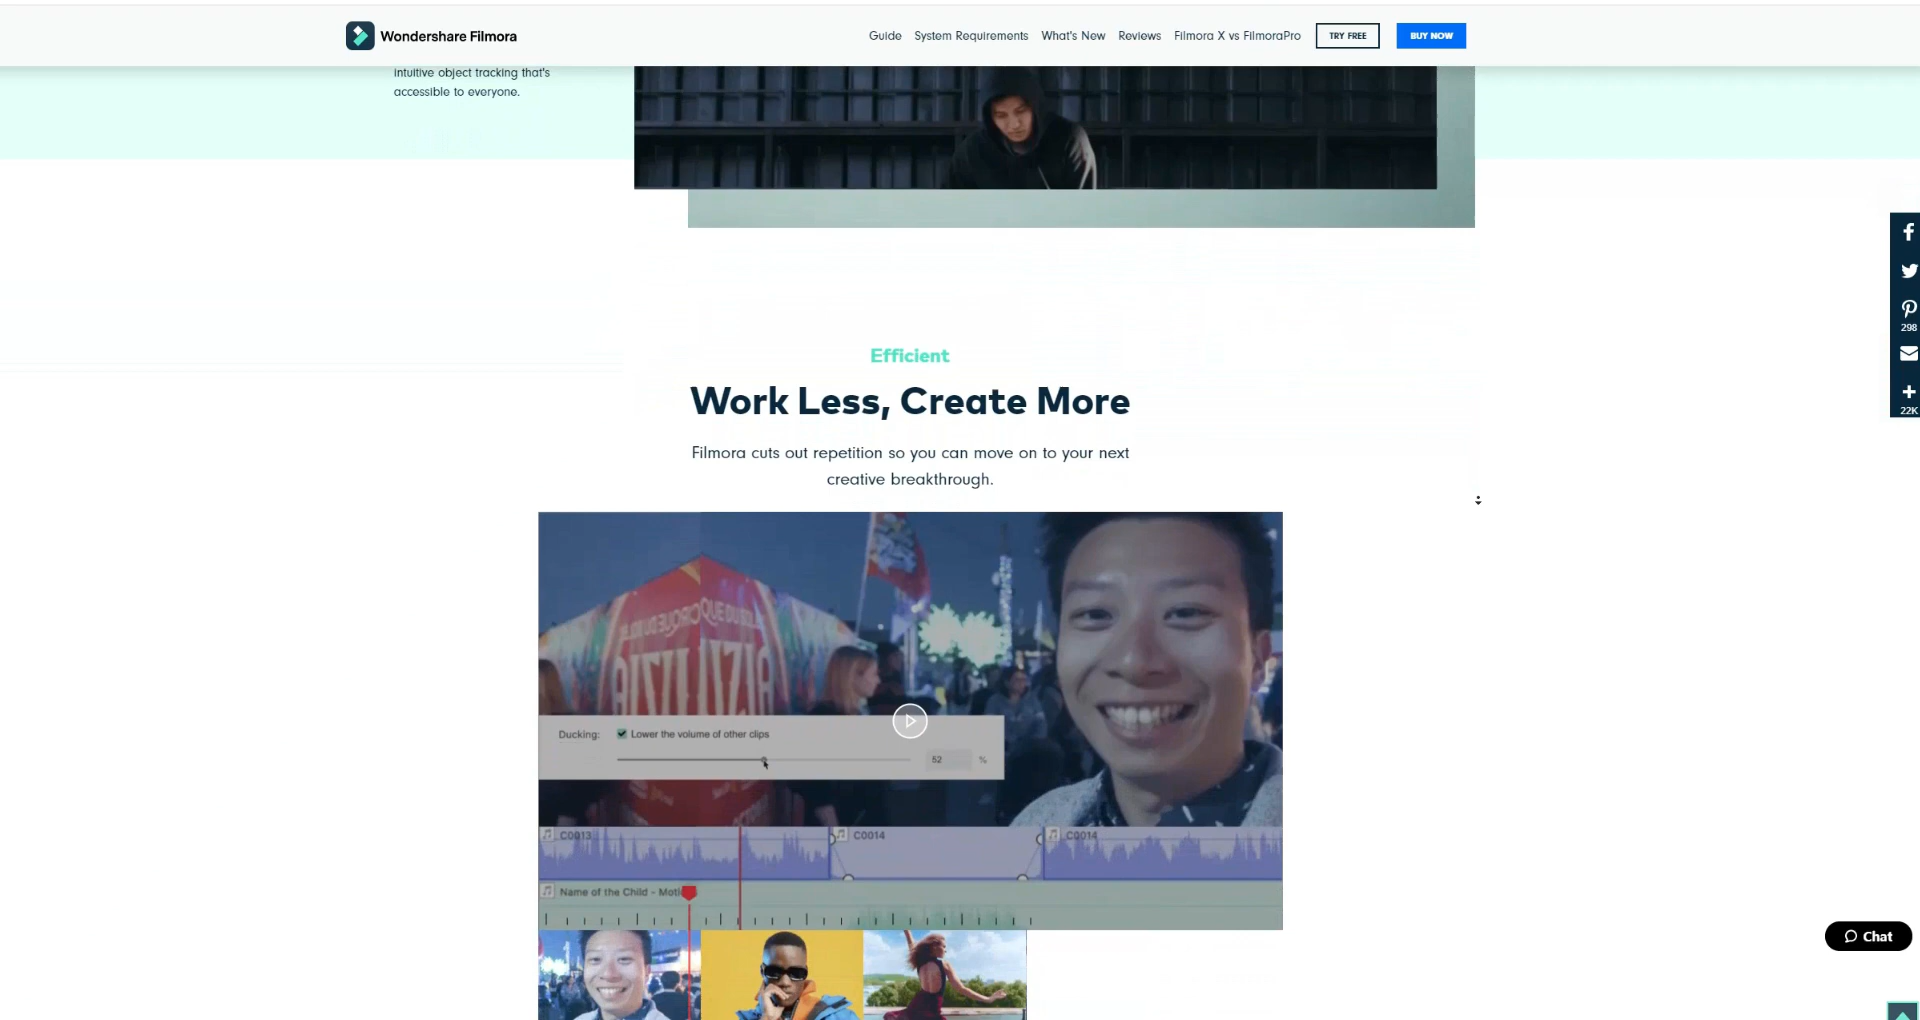 Wondershare Filmora
Guide
System Requirements
What's New
Reviews
Filmora X vs FilmoraPro
TRY FREE
BUY NOW
intuitive object tracking that's
accessible to everyone.
298
22K
Efficient
Work Less, Create More
Filmora cuts out repetition so you can move on to your next
creative breakthrough.
Ducking:
Lower the volume of other clips
52
%
C0013
C0014
C0014
Name of the Child - Moti
Chat